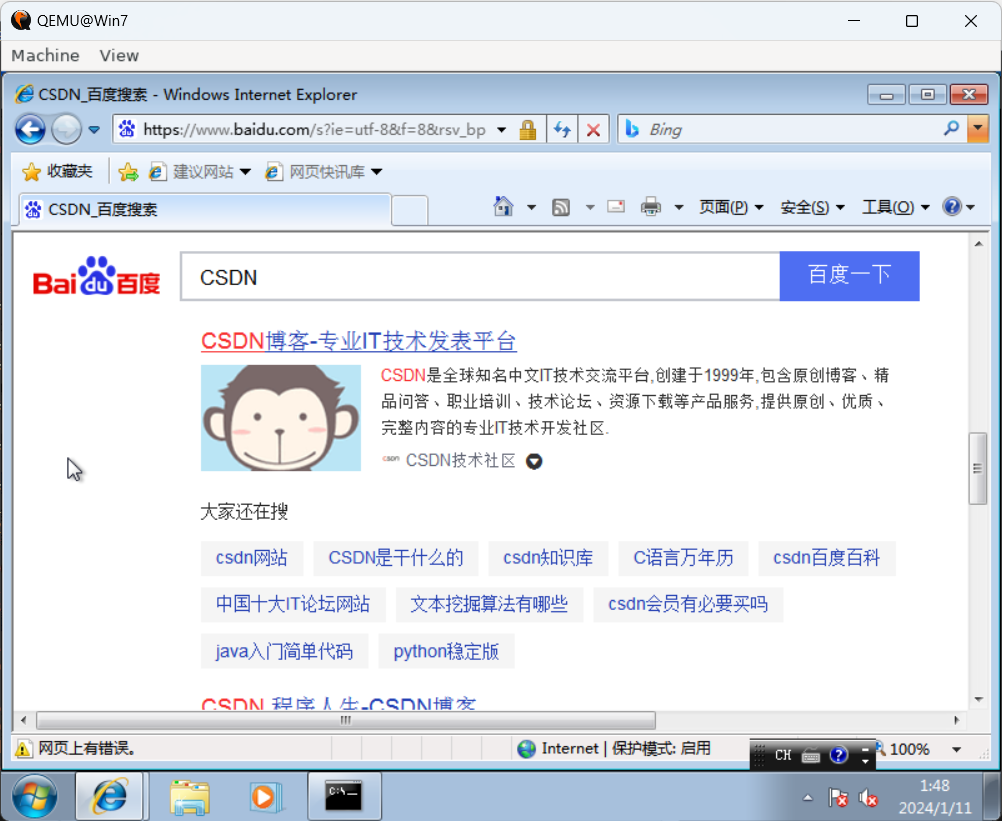 QEMU@Win7
Machine View
CSDN_百度搜索 - Windows Internet Explorer
https://www.baidu.com/s?ie=utf-8&f=8&rsv_bp Bing
收藏夹 建议网站 网页快讯库
CSDN_百度搜索 页面(P) 安全(S) 工具(O)
Bai du 百度 CSDN 百度一下
CSDN博客-专业IT技术发表平台
CSDN是全球知名中文IT技术交流平台,创建于1999年,包含原创博客、精
品问答、职业培训、技术论坛、资源下载等产品服务,提供原创、优质、
完整内容的专业IT技术开发社区.
CSDN CSDN技术社区
大家还在搜
csdn网站 CSDN是干什么的 csdn知识库 C语言万年历 csdn百度百科
中国十大IT论坛网站 文本挖掘算法有哪些 csdn会员有必要买吗
java入门简单代码 python稳定版
CSDN 程序人生-CSDN博客
网页上有错误。 Internet | 保护模式: 启用 CH 100%
C:\_
1:48
2024/1/11